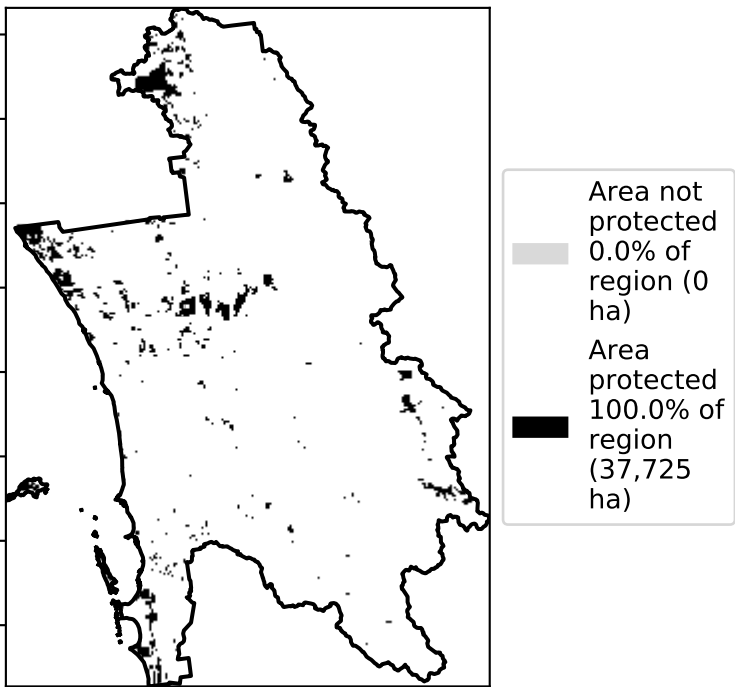 Area not
protected
0.0% of
region (0
ha)
Area
protected
100.0% of
region
(37,725
ha)